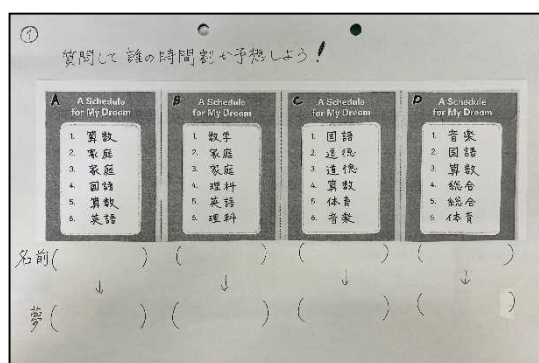 ①
質問して誰の時間割か予想しよう!
A
A Schedule
for My Dream
1. 算数
2. 家庭
3. 家庭
4. 国語
5. 算数
6. 英語
B
A Schedule
for My Dream
1. 数学
2. 家庭
3. 家庭
4. 理科
5. 英語
6. 理科
C
A Schedule
for My Dream
1. 国語
2. 道徳
3. 道徳
4. 算数
5. 体育
6. 音楽
D
A Schedule
for My Dream
1. 音楽
2. 国語
3. 算数
4. 総合
5. 総合
6. 体育
名前( ) ( ) ( ) ( )
↓ ↓ ↓ ↓
夢( ) ( ) ( ) ( )